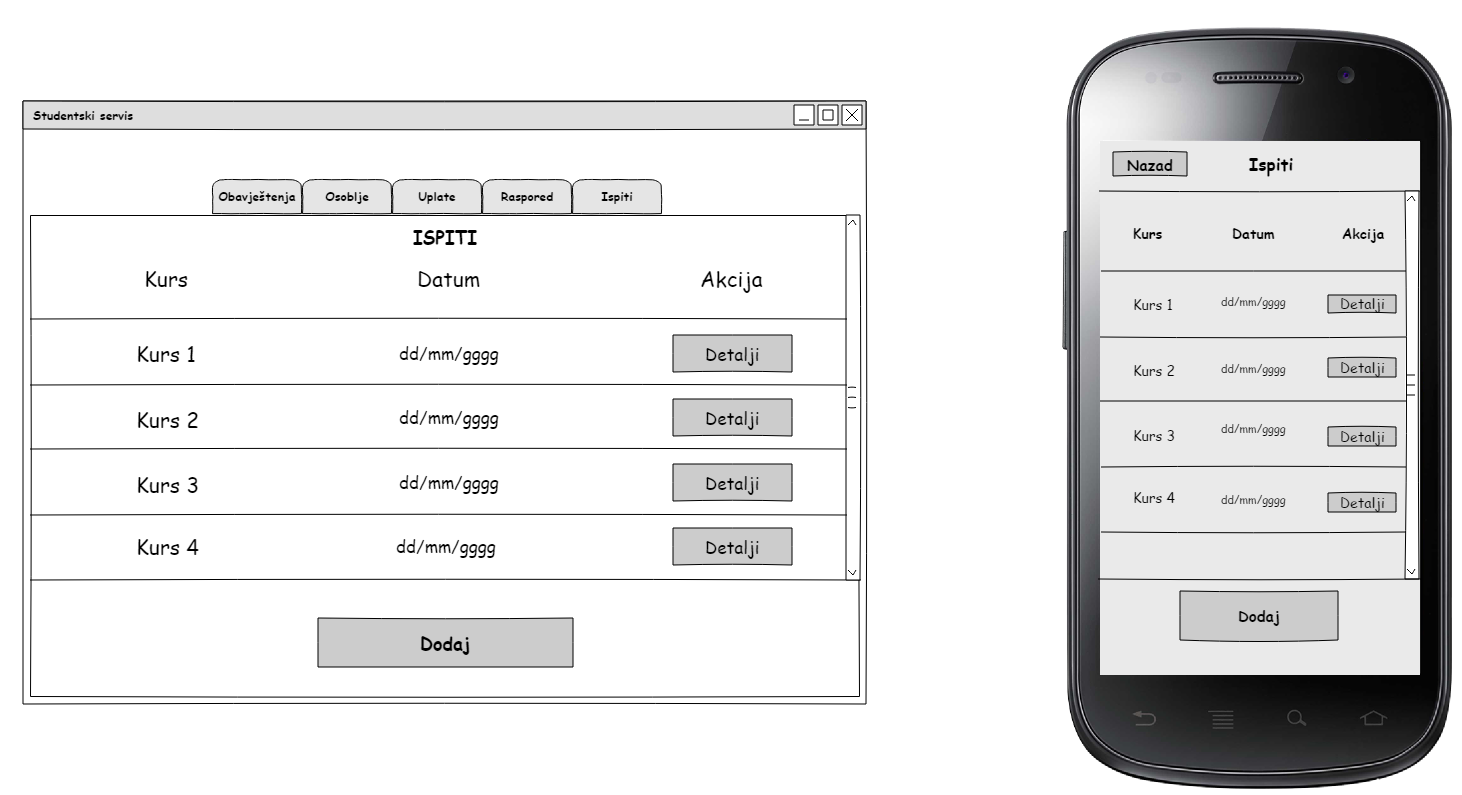 Studentski servis
Obavještenja Osoblje Uplate Raspored Ispiti
ISPITI
Kurs Datum Akcija
Kurs 1 dd/mm/gggg Detalji
Kurs 2 dd/mm/gggg Detalji
Kurs 3 dd/mm/gggg Detalji
Kurs 4 dd/mm/gggg Detalji
Dodaj
Nazad Ispiti
Kurs Datum Akcija
Kurs 1 dd/mm/gggg Detalji
Kurs 2 dd/mm/gggg Detalji
Kurs 3 dd/mm/gggg Detalji
Kurs 4 dd/mm/gggg Detalji
Dodaj